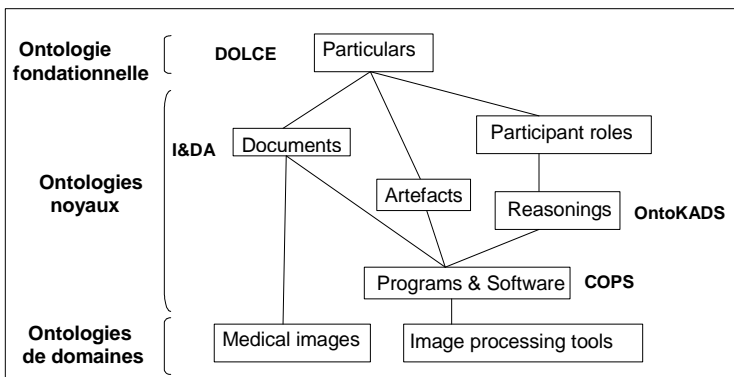 Ontologie
fondationnelle
DOLCE
Particulars
I&DA
Documents
Participant roles
Ontologies
noyaux
Artefacts
Reasonings
OntoKADS
Programs & Software
COPS
Ontologies
de domaines
Medical images
Image processing tools